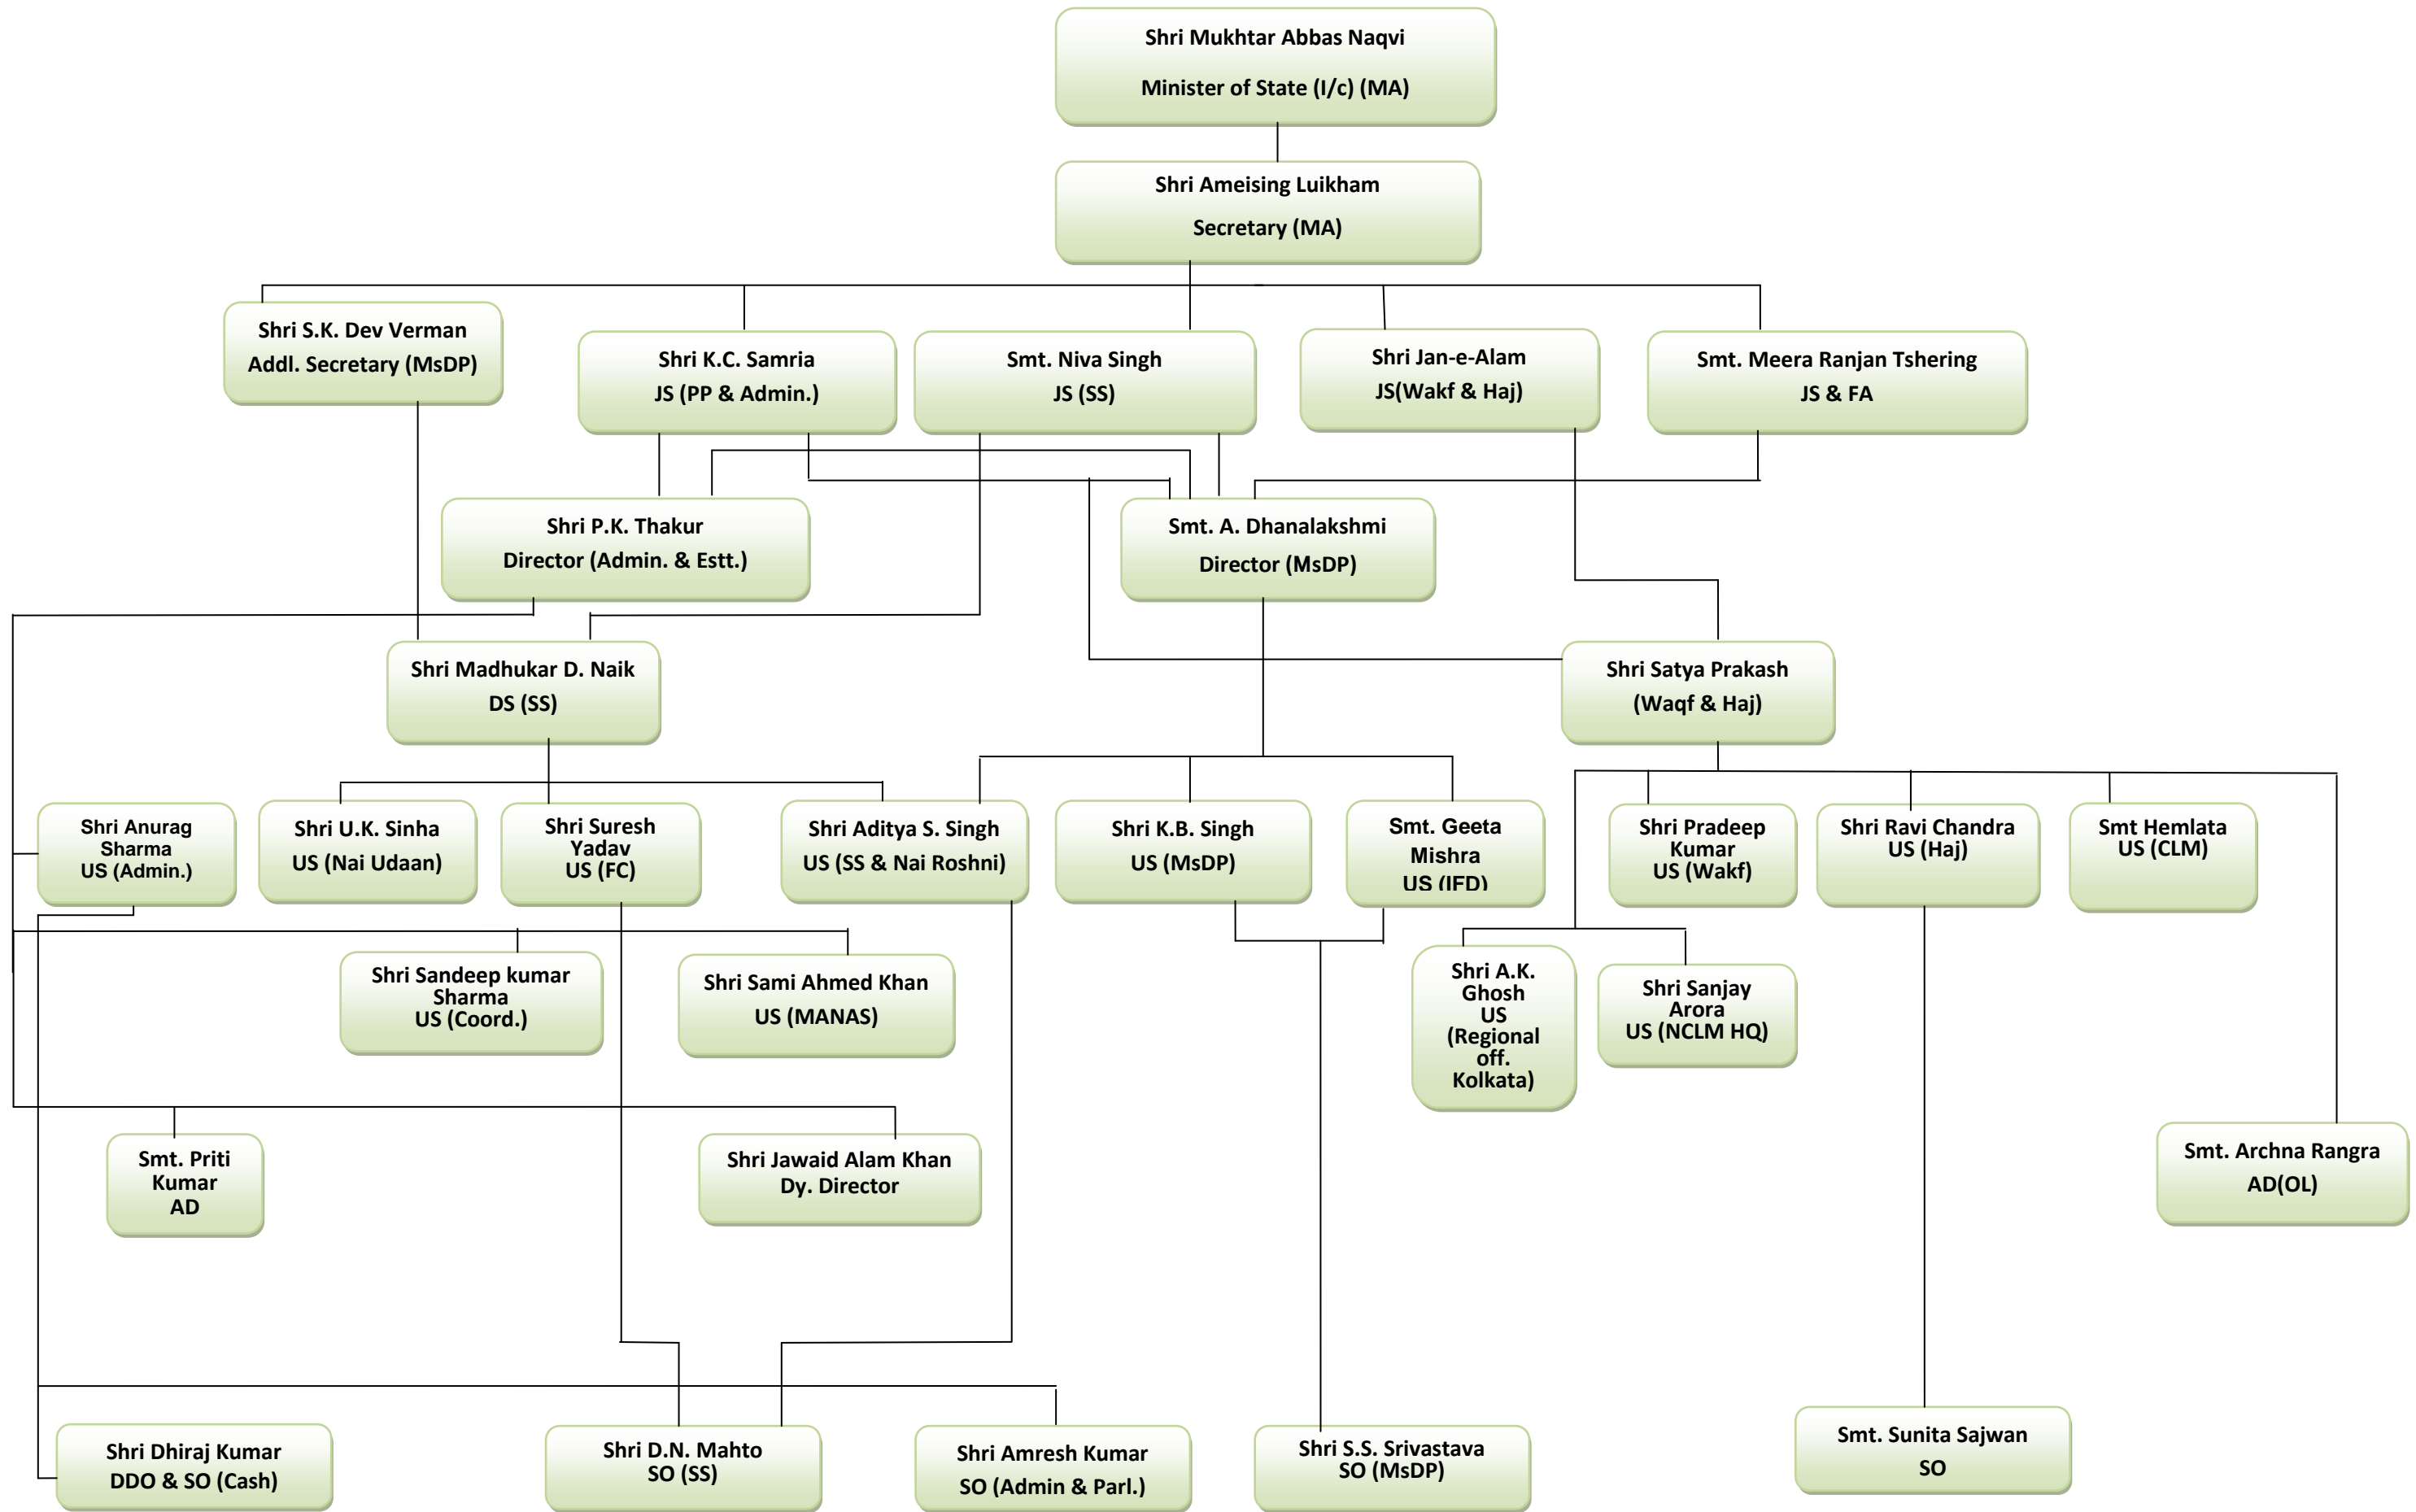 Shri Mukhtar Abbas Naqvi
Minister of State (I/c) (MA)
Shri Ameising Luikham
Secretary (MA)
Shri S.K. Dev Verman
Addl. Secretary (MsDP)
Shri K.C. Samria
JS (PP & Admin.)
Smt. Niva Singh
JS (SS)
Shri Jan-e-Alam
JS(Wakf & Haj)
Smt. Meera Ranjan Tshering
JS & FA
Shri P.K. Thakur
Director (Admin. & Estt.)
Smt. A. Dhanalakshmi
Director (MsDP)
Shri Madhukar D. Naik
DS (SS)
Shri Satya Prakash
(Waqf & Haj)
Shri Anurag
Sharma
US (Admin.)
Shri U.K. Sinha
US (Nai Udaan)
Shri Suresh
Yadav
US (FC)
Shri Aditya S. Singh
US (SS & Nai Roshni)
Shri K.B. Singh
US (MsDP)
Smt. Geeta
Mishra
US (IFD)
Shri Pradeep
Kumar
US (Wakf)
Shri Ravi Chandra
US (Haj)
Smt Hemlata
US (CLM)
Shri Sandeep kumar
Sharma
US (Coord.)
Shri Sami Ahmed Khan
US (MANAS)
Shri A.K.
Ghosh
US
(Regional
off.
Kolkata)
Shri Sanjay
Arora
US (NCLM HQ)
Smt. Priti
Kumar
AD
Shri Jawaid Alam Khan
Dy. Director
Smt. Archna Rangra
AD(OL)
Shri Dhiraj Kumar
DDO & SO (Cash)
Shri D.N. Mahto
SO (SS)
Shri Amresh Kumar
SO (Admin & Parl.)
Shri S.S. Srivastava
SO (MsDP)
Smt. Sunita Sajwan
SO